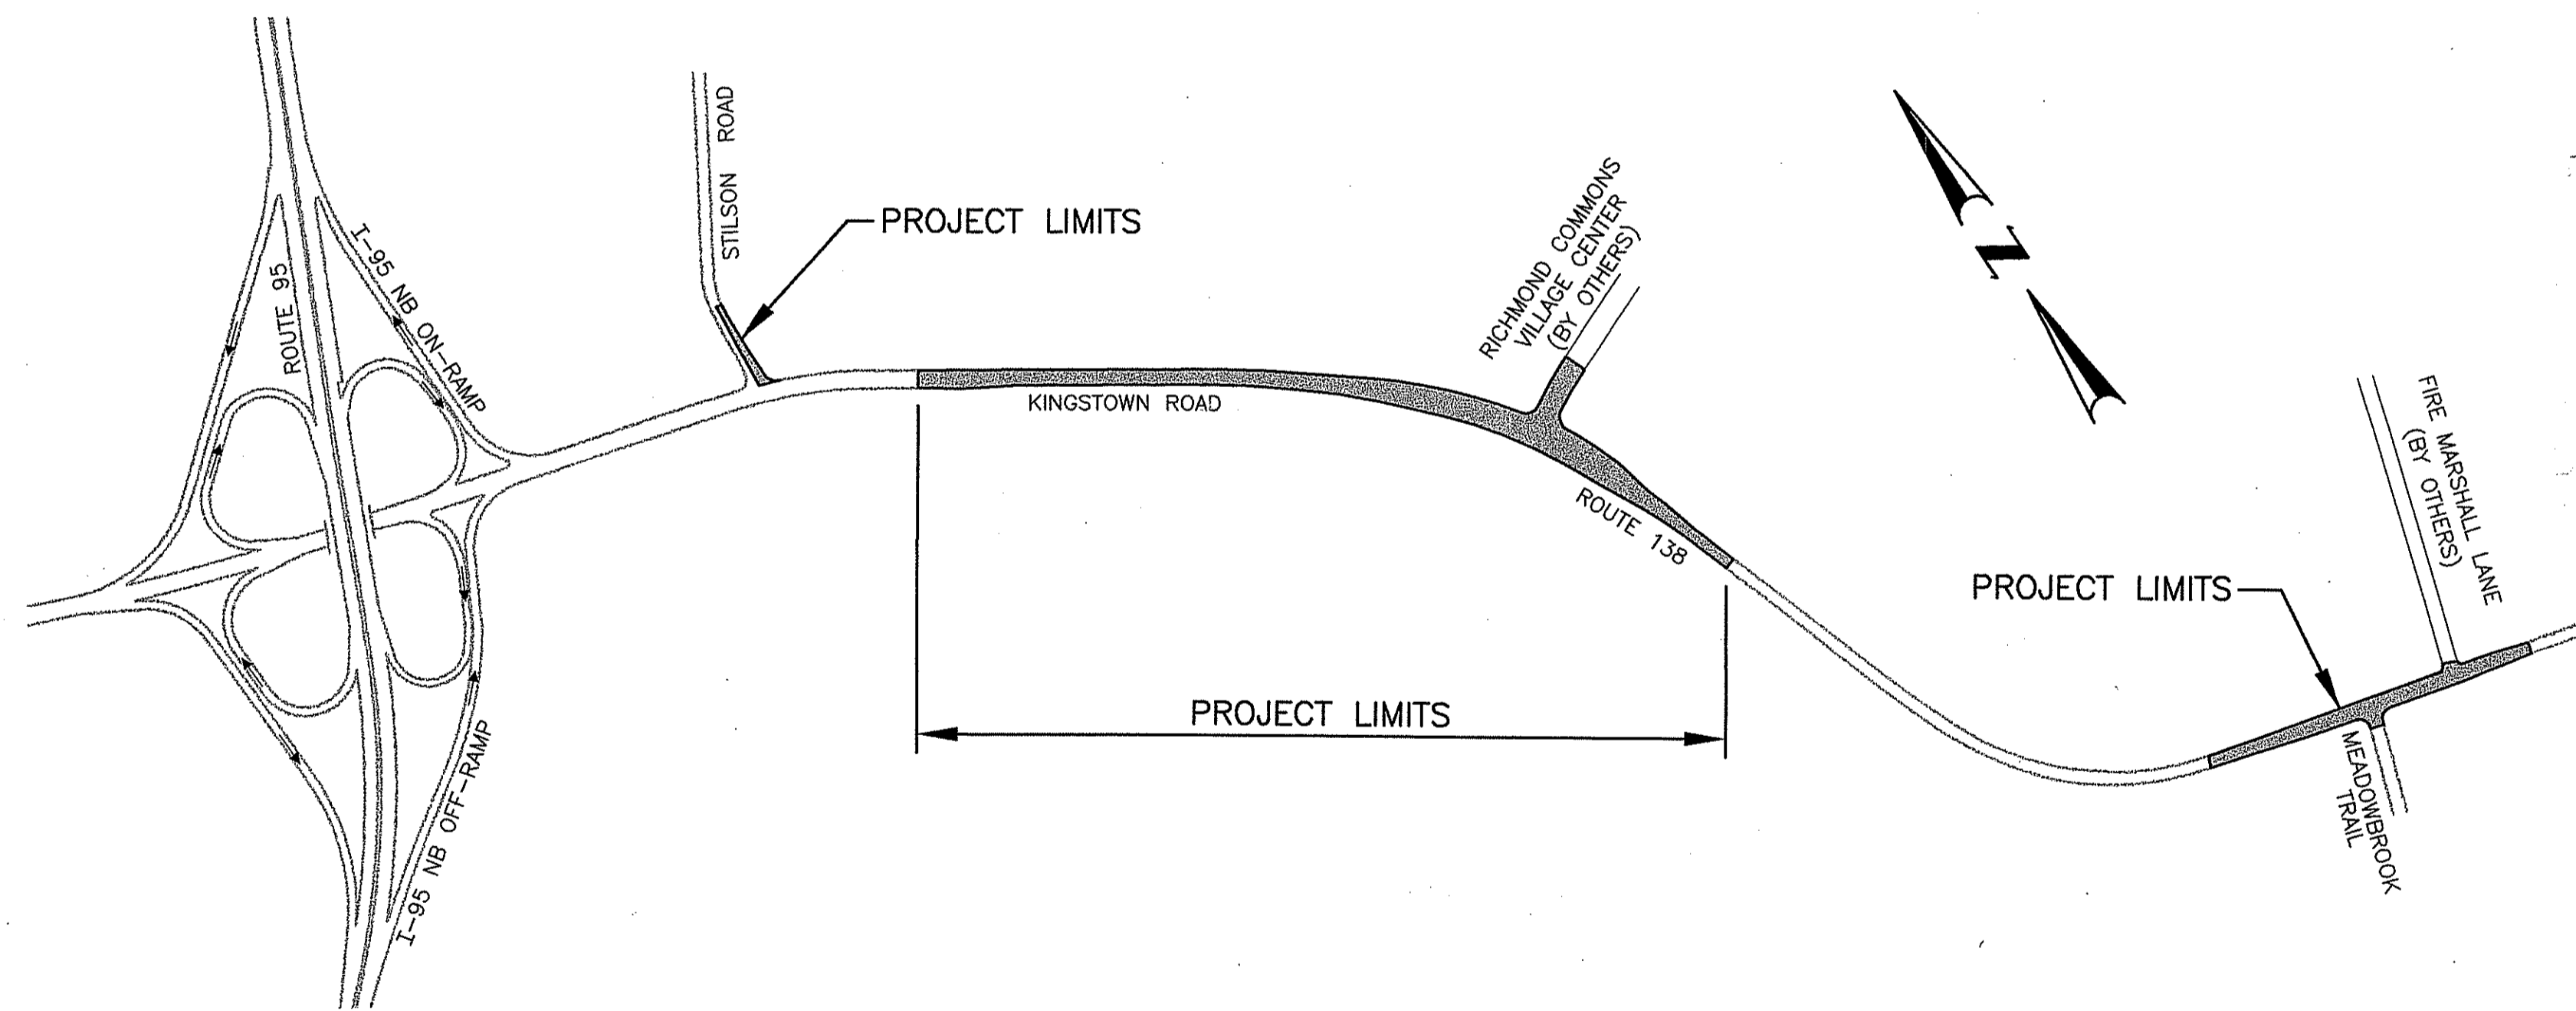 ROUTE 95
I-95 NB ON-RAMP
I-95 NB OFF-RAMP
STILSON ROAD
PROJECT LIMITS
KINGSTOWN ROAD
RICHMOND COMMONS
VILLAGE CENTER
(BY OTHERS)
ROUTE 138
PROJECT LIMITS
N
PROJECT LIMITS
FIRE MARSHALL LANE
(BY OTHERS)
MEADOWBROOK
TRAIL